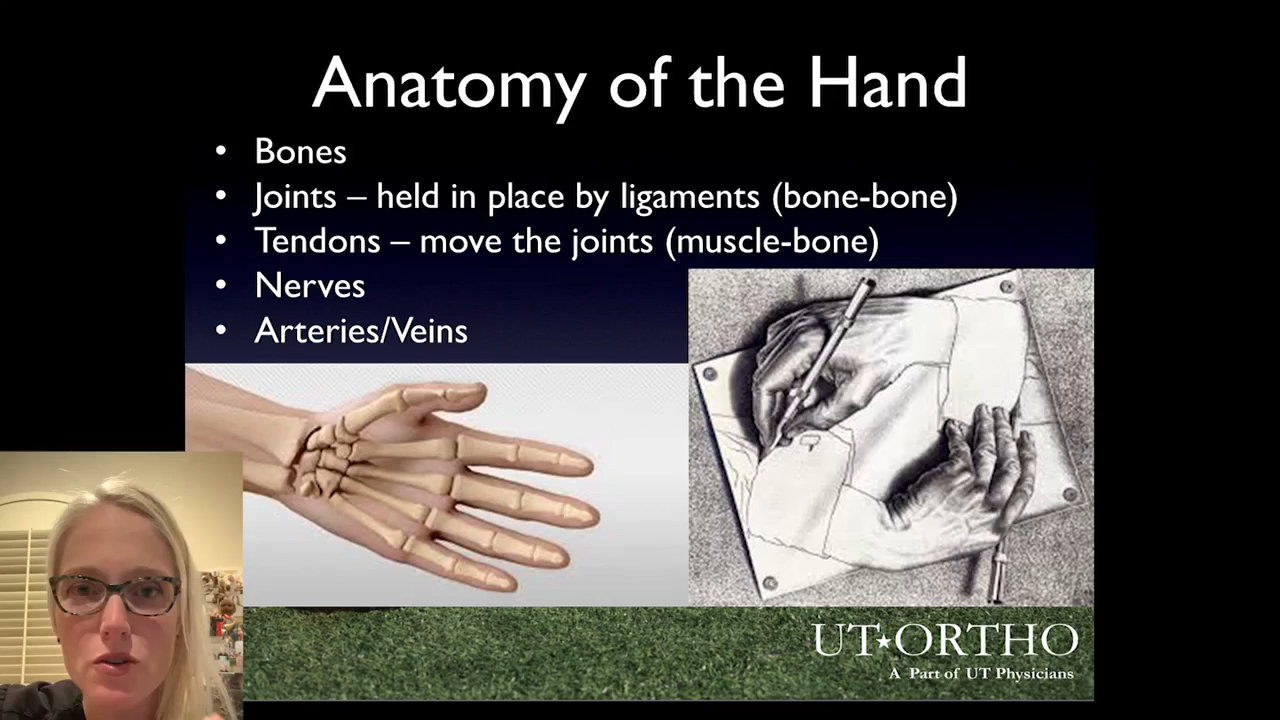 Anatomy of the Hand
• Bones
• Joints – held in place by ligaments (bone-bone)
• Tendons – move the joints (muscle-bone)
• Nerves
• Arteries/Veins
UT★ORTHO
A Part of UT Physicians